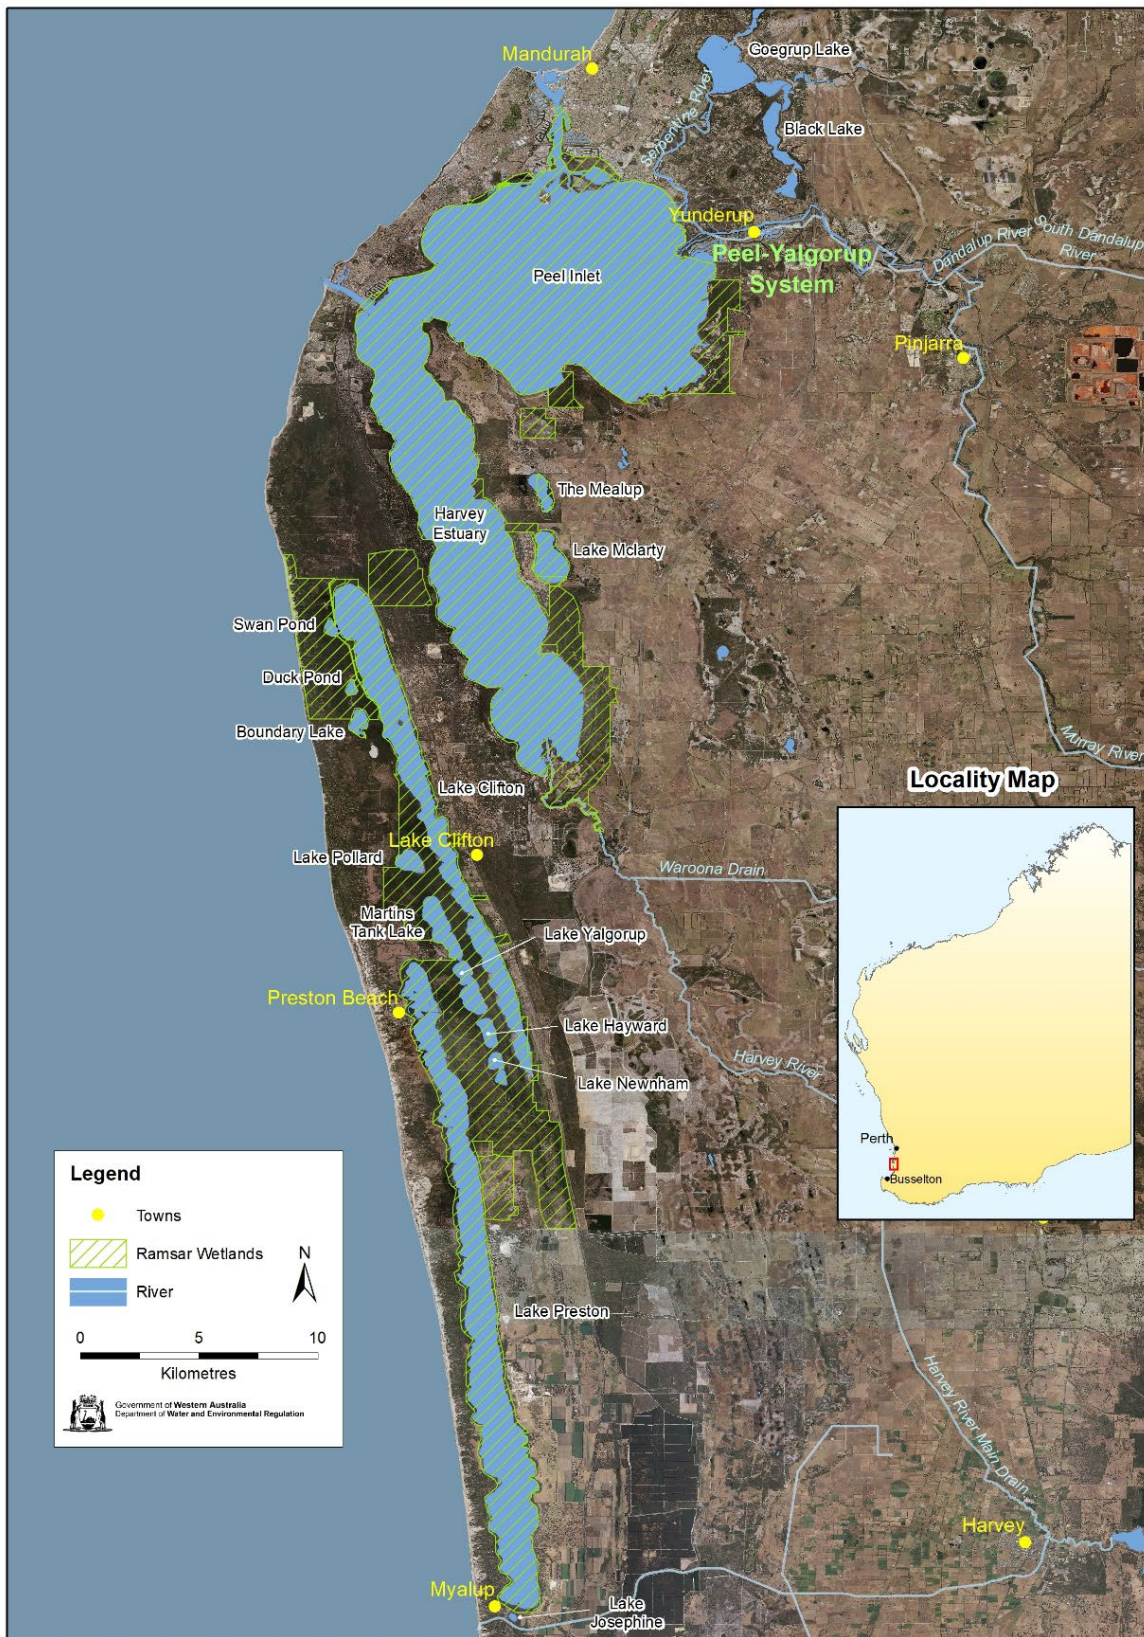 Mandurah
Goegrup Lake
Serpentine River
Black Lake
Yunderup
Peel-Yalgorup
System
Dandalup River
South Dandalup
River
Peel Inlet
Pinjarra
The Mealup
Harvey
Estuary
Lake Mclarty
Swan Pond
Duck Pond
Boundary Lake
Murray River
Locality Map
Lake Clifton
Lake Clifton
Lake Pollard
Waroona Drain
Martins
Tank Lake
Lake Yalgorup
Preston Beach
Lake Hayward
Harvey River
Lake Newnham
Perth
Busselton
Legend
Towns
Ramsar Wetlands
N
River
0 5 10
Kilometres
Government of Western Australia
Department of Water and Environmental Regulation
Lake Preston
Harvey River Main Drain
Harvey
Myalup
Lake
Josephine